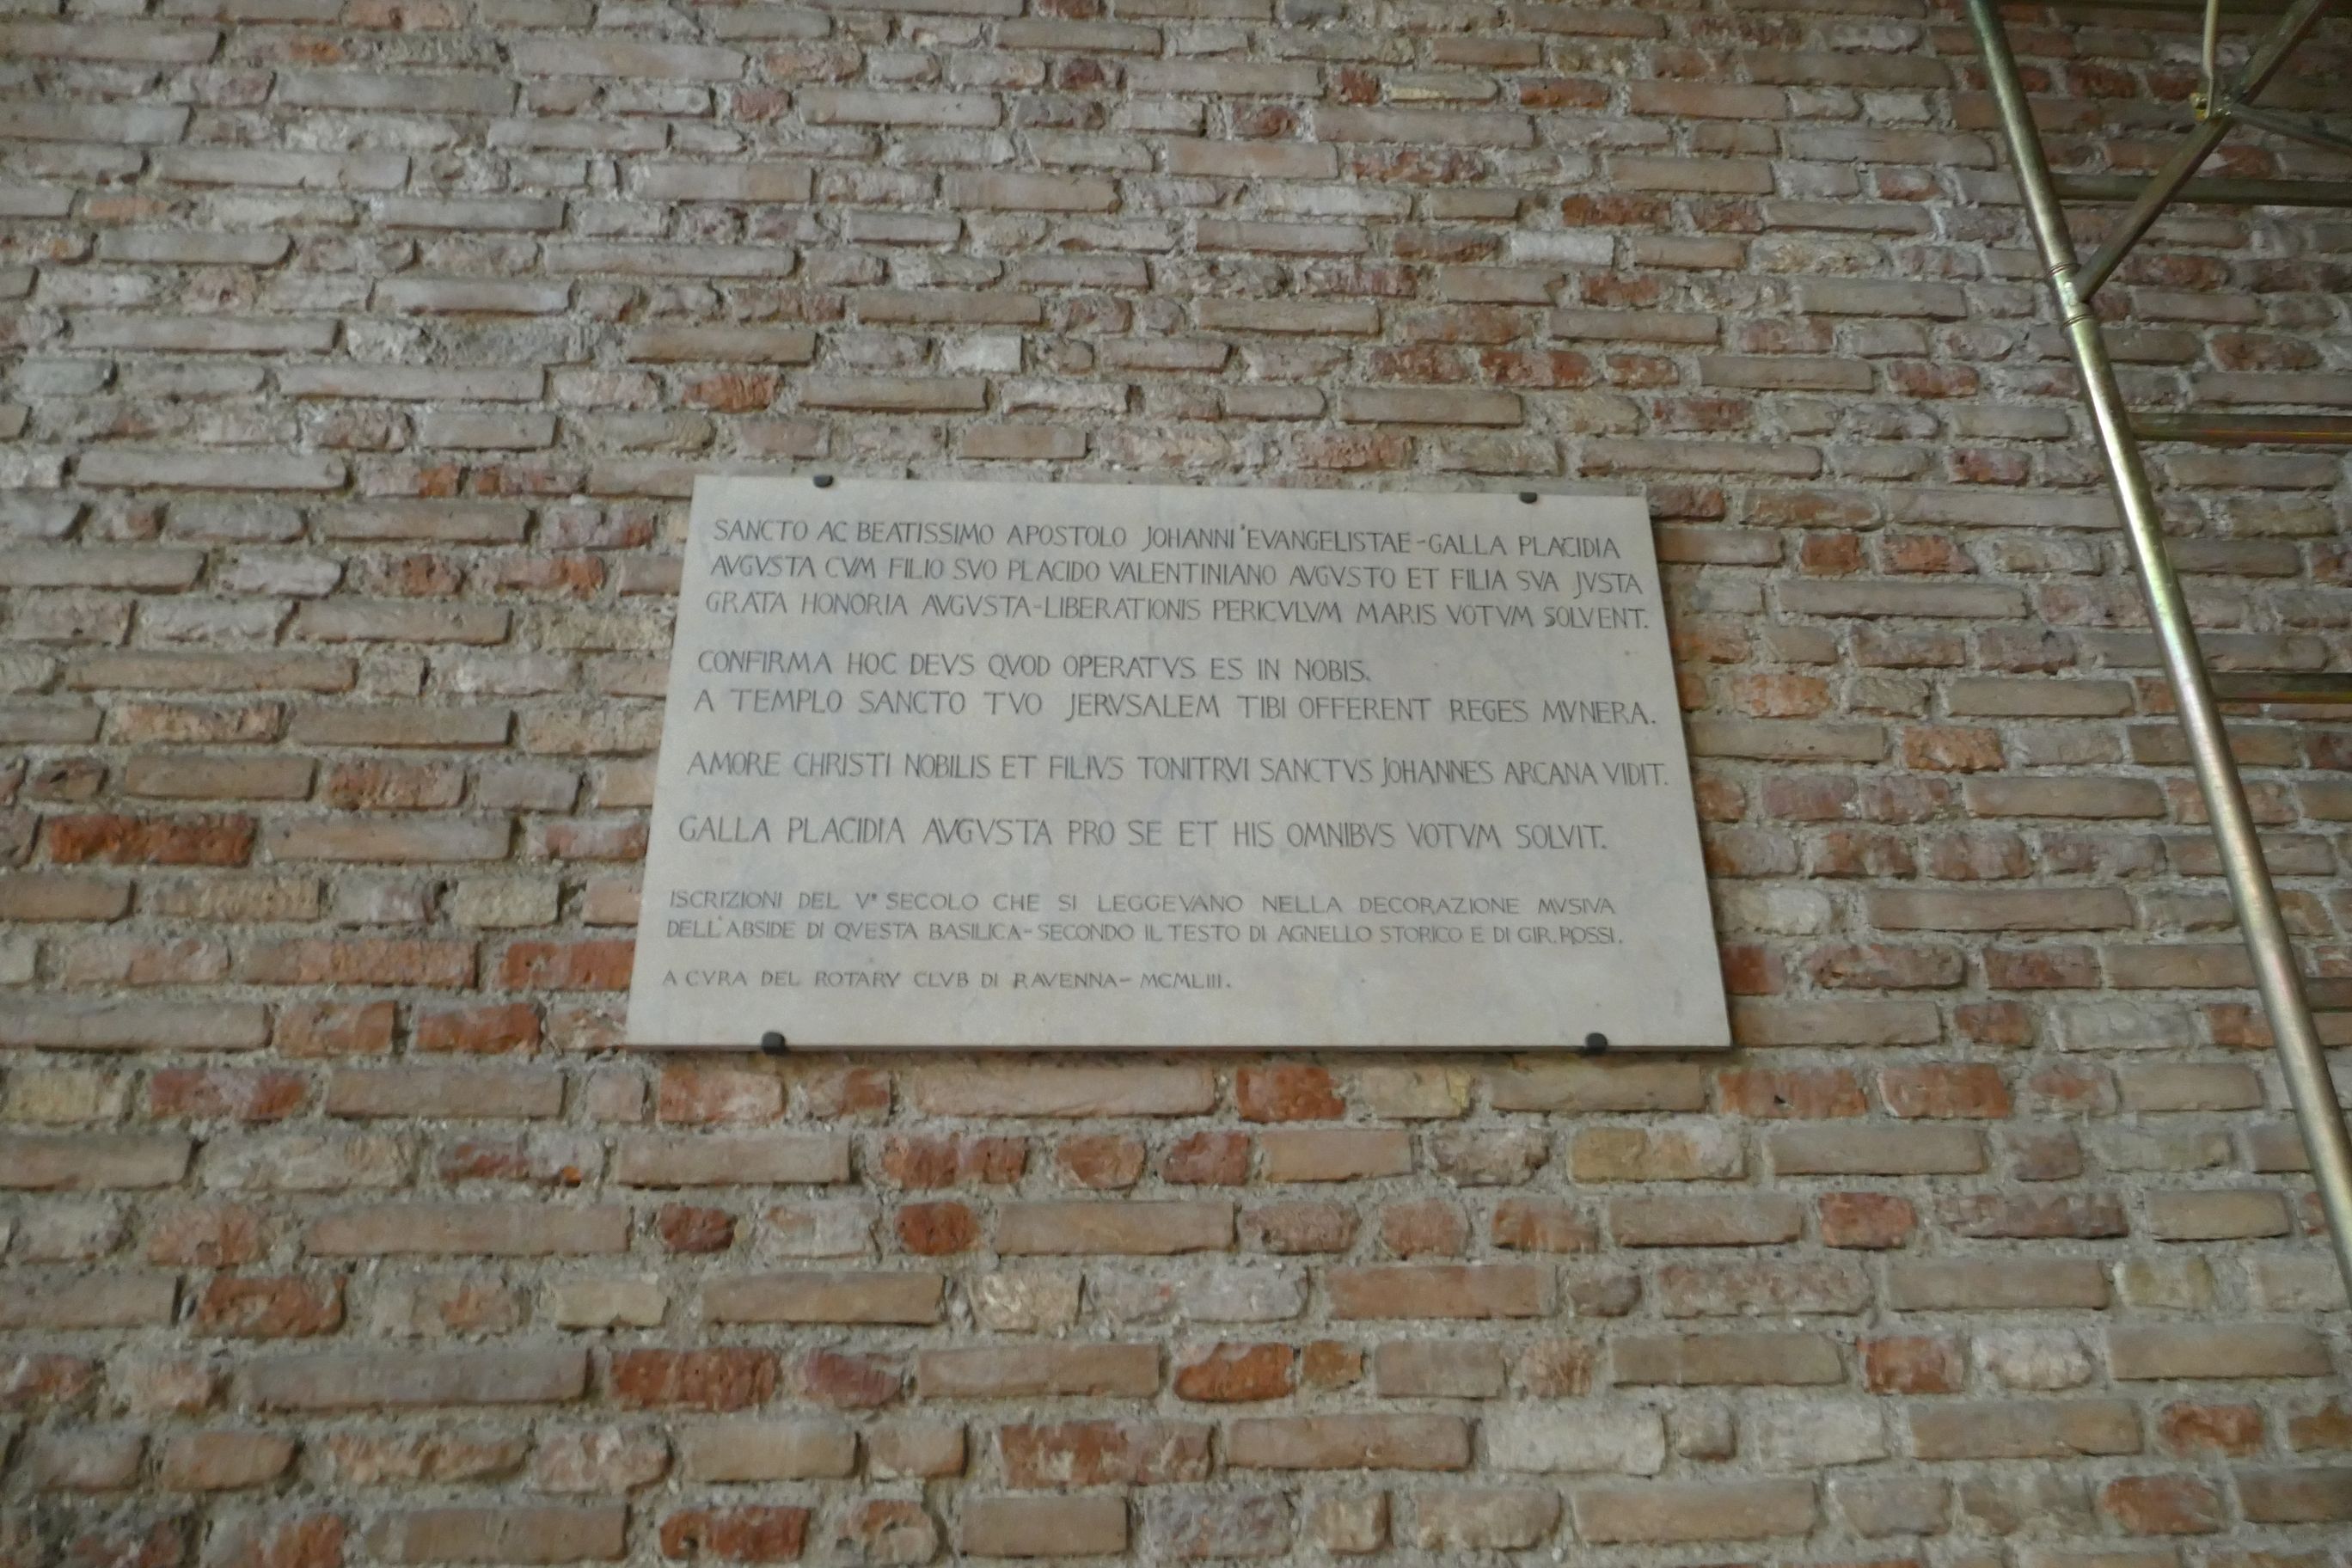 SANCTO AC BEATISSIMO APOSTOLO JOHANNI EVANGELISTAE-GALLA PLACIDIA
AVGVSTA CVM FILIO SVO PLACIDO VALENTINIANO AVGVSTO ET FILIA SVA JVSTA
GRATA HONORIA AVGVSTA-LIBERATIONIS PERICVLVM MARIS VOTVM SOLVENT.
CONFIRMA HOC DEVS QVOD OPERATVS ES IN NOBIS.
A TEMPLO SANCTO TVO JERVSALEM TIBI OFFERENT REGES MVNERA.
AMORE CHRISTI NOBILIS ET FILIVS TONITRVI SANCTVS JOHANNES ARCANA VIDIT.
GALLA PLACIDIA AVGVSTA PRO SE ET HIS OMNIBVS VOTVM SOLVIT.
ISCRIZIONI DEL V° SECOLO CHE SI LEGGEVANO NELLA DECORAZIONE MVSIVA
DELL'ABSIDE DI QVESTA BASILICA-SECONDO IL TESTO DI AGNELLO STORICO E DI GIR. ROSSI.
A CVRA DEL ROTARY CLVB DI RAVENNA-MCMLIII.